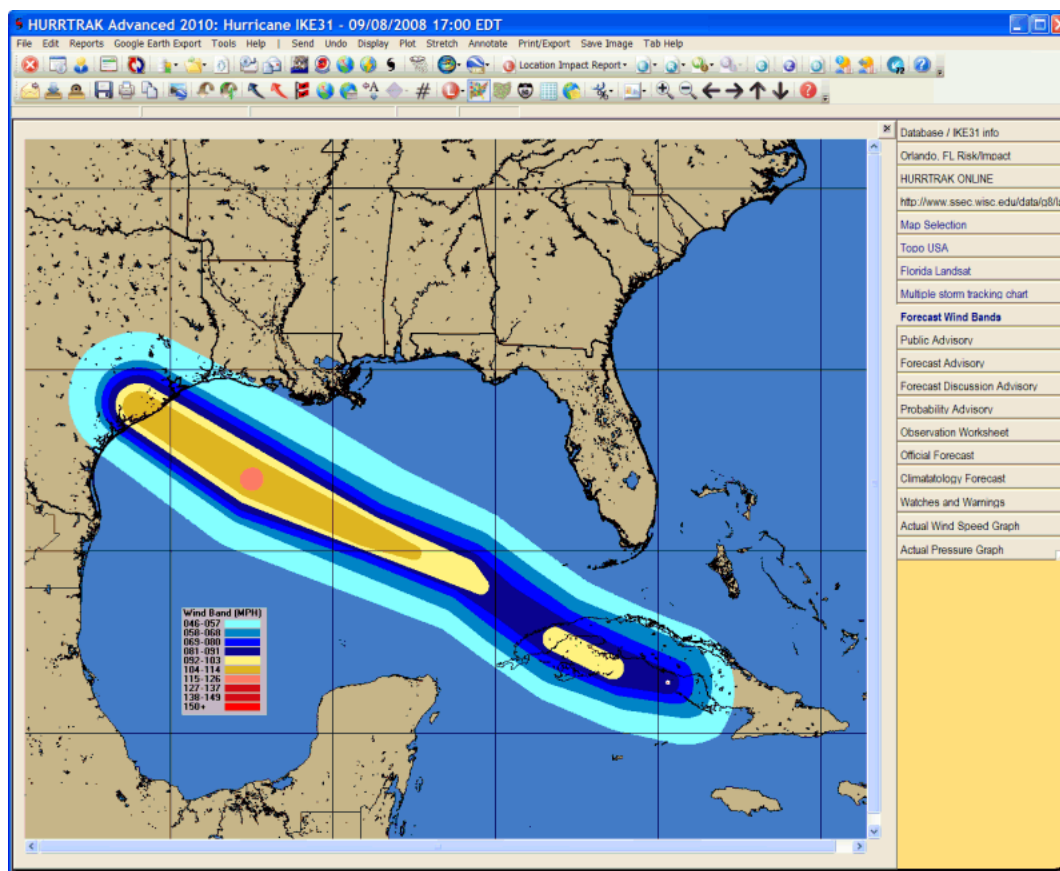 HURRTRAK Advanced 2010: Hurricane IKE31 - 09/08/2008 17:00 EDT
File Edit Reports Google Earth Export Tools Help | Send Undo Display Plot Stretch Annotate Print/Export Save Image Tab Help
Location Impact Report
Database / IKE31 info
Orlando, FL Risk/Impact
HURRTRAK ONLINE
http://www.ssec.wisc.edu/data/g8/la
Map Selection
Topo USA
Florida Landsat
Multiple storm tracking chart
Forecast Wind Bands
Public Advisory
Forecast Advisory
Forecast Discussion Advisory
Probability Advisory
Observation Worksheet
Official Forecast
Climatatology Forecast
Watches and Warnings
Actual Wind Speed Graph
Actual Pressure Graph
Wind Band (MPH)
046-057
058-068
069-080
081-091
092-103
104-114
115-126
127-137
138-149
150+